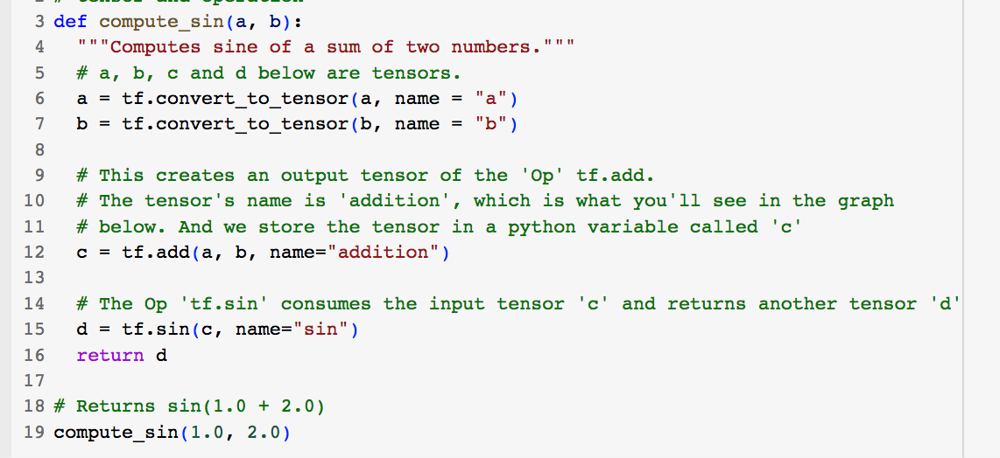 2 # tensor and operation
3 def compute_sin(a, b):
4 """Computes sine of a sum of two numbers."""
5 # a, b, c and d below are tensors.
6 a = tf.convert_to_tensor(a, name = "a")
7 b = tf.convert_to_tensor(b, name = "b")
8
9 # This creates an output tensor of the 'Op' tf.add.
10 # The tensor's name is 'addition', which is what you'll see in the graph
11 # below. And we store the tensor in a python variable called 'c'
12 c = tf.add(a, b, name="addition")
13
14 # The Op 'tf.sin' consumes the input tensor 'c' and returns another tensor 'd'
15 d = tf.sin(c, name="sin")
16 return d
17
18 # Returns sin(1.0 + 2.0)
19 compute_sin(1.0, 2.0)